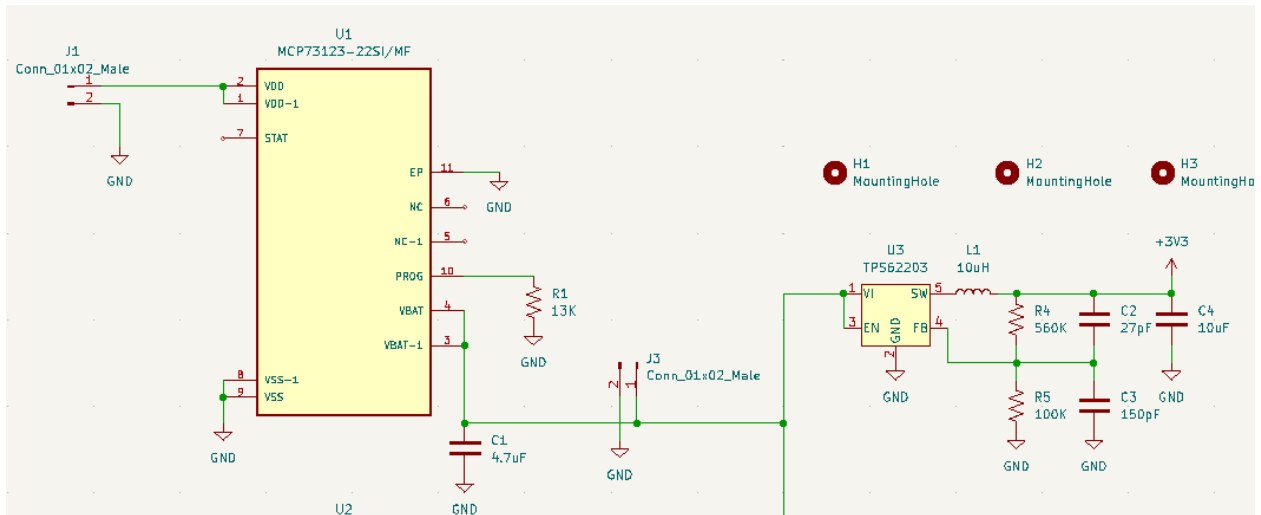 J1
Conn_01x02_Male
1
2
GND
U1
MCP73123-22SI/MF
2
VDD
1
VDD-1
7
STAT
EP
11
GND
NC
6
NC-1
5
PROG
10
R1
13K
GND
VBAT
4
VBAT-1
3
8
VSS-1
9
VSS
GND
C1
4.7uF
GND
U2
J3
Conn_01x02_Male
2
1
GND
H1
MountingHole
H2
MountingHole
H3
MountingHo
U3
TPS62203
1
VI
SW
5
3
EN
FB
4
GND
2
GND
L1
10uH
+3V3
R4
560K
C2
27pF
C4
10uF
GND
R5
100K
GND
C3
150pF
GND